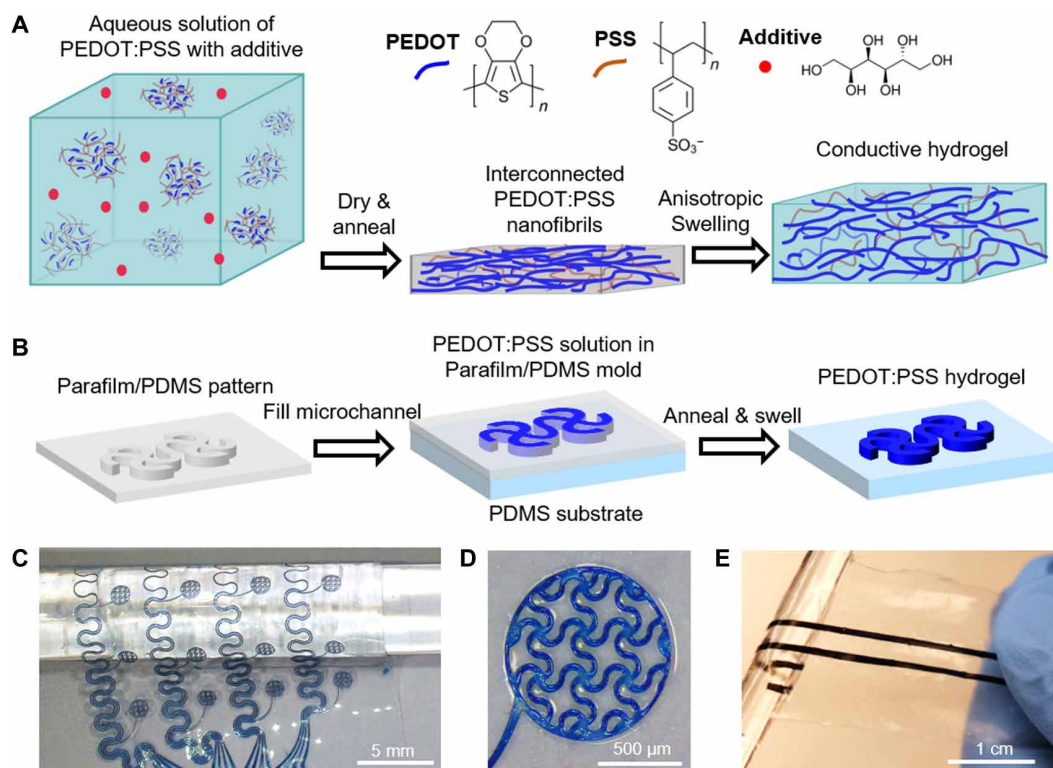 A
Aqueous solution of
PEDOT:PSS with additive
PEDOT
O
O
S
n
PSS
n
SO₃⁻
Additive
OH
OH
HO
OH
OH
OH
Dry &
anneal
Interconnected
PEDOT:PSS
nanofibrils
Anisotropic
Swelling
Conductive hydrogel
B
Parafilm/PDMS pattern
Fill microchannel
PEDOT:PSS solution in
Parafilm/PDMS mold
PDMS substrate
Anneal & swell
PEDOT:PSS hydrogel
C
5 mm
D
500 μm
E
1 cm